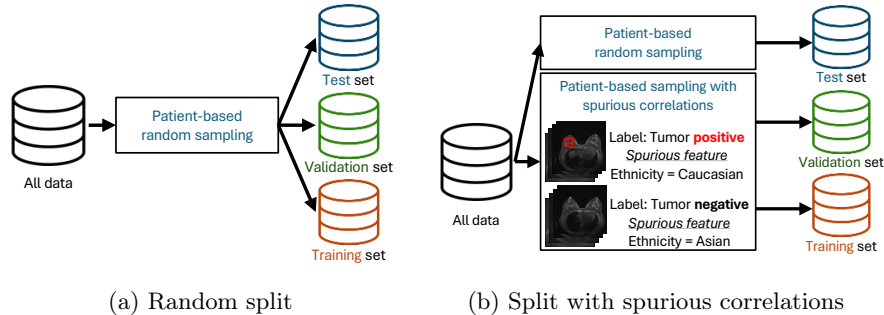 All data
Patient-based
random sampling
Test set
Validation set
Training set
(a) Random split
All data
Patient-based
random sampling
Patient-based sampling with
spurious correlations
Label: Tumor positive
Spurious feature
Ethnicity = Caucasian
Label: Tumor negative
Spurious feature
Ethnicity = Asian
Test set
Validation set
Training set
(b) Split with spurious correlations